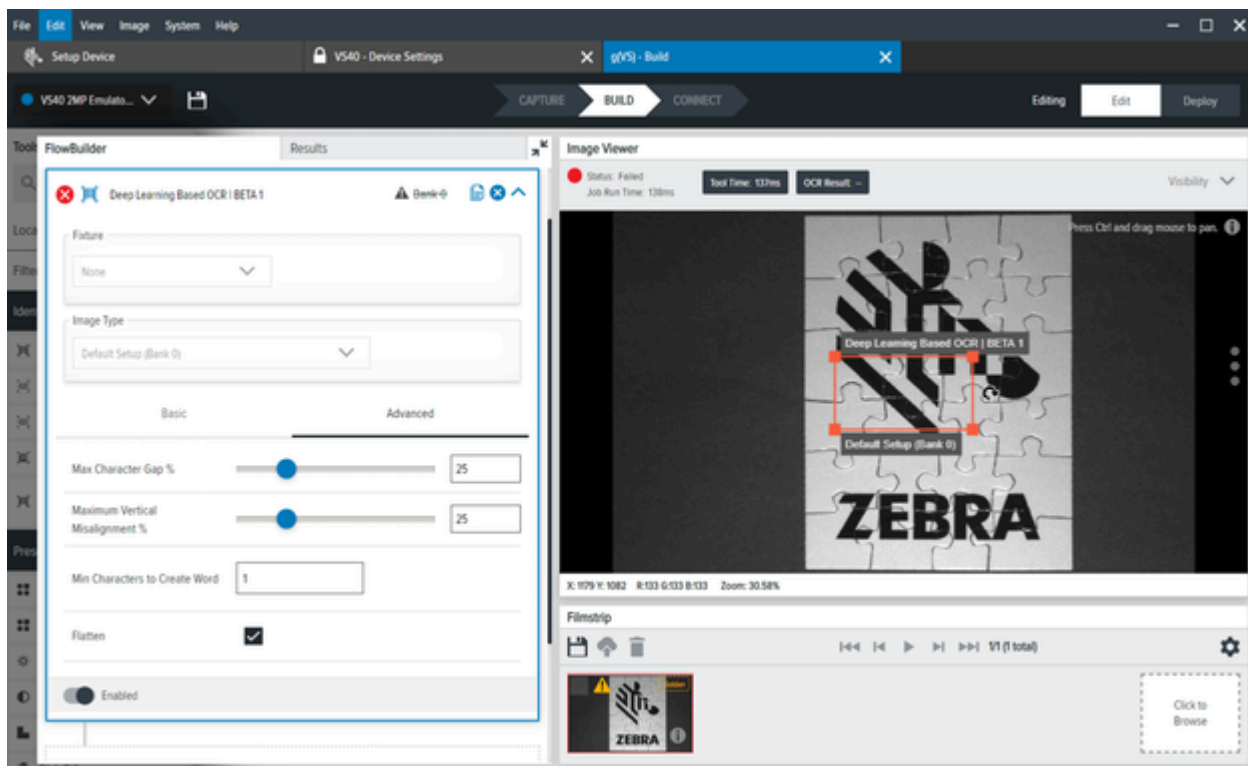 File Edit View Image System Help
Setup Device
VS40 - Device Settings
g(VS) - Build
VS40 2MP Emulato...
CAPTURE BUILD CONNECT
Editing Edit Deploy
FlowBuilder Results
Deep Learning Based OCR | BETA 1
Bank 0
Fixture
None
Image Type
Default Setup (Bank 0)
Basic Advanced
Max Character Gap % 25
Maximum Vertical
Misalignment % 25
Min Characters to Create Word 1
Flatten
Enabled
Image Viewer
Status: Failed
Job Run Time: 138ms
Tool Time: 137ms
OCR Result: --
Visibility
Press Ctrl and drag mouse to pan.
Deep Learning Based OCR | BETA 1
Default Setup (Bank 0)
ZEBRA
X: 1179 Y: 1082 R:133 G:133 B:133 Zoom: 30.58%
Filmstrip
1/1 (1 total)
ZEBRA
Click to
Browse